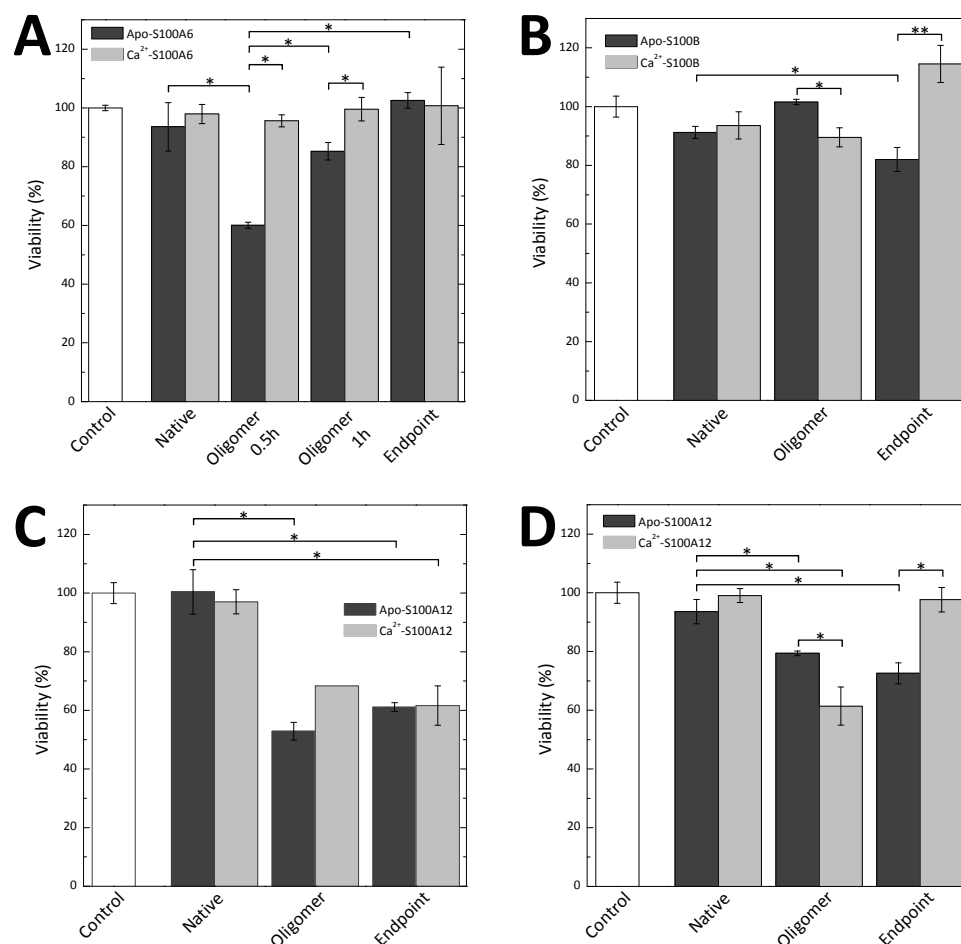 A
Apo-S100A6
Ca²⁺-S100A6
Viability (%)
120
100
80
60
40
20
0
*
*
*
*
*
Control
Native
Oligomer 0.5h
Oligomer 1h
Endpoint
B
Apo-S100B
Ca²⁺-S100B
Viability (%)
120
100
80
60
40
20
0
**
*
*
Control
Native
Oligomer
Endpoint
C
Apo-S100A12
Ca²⁺-S100A12
Viability (%)
120
100
80
60
40
20
0
*
*
*
Control
Native
Oligomer
Endpoint
D
Apo-S100A12
Ca²⁺-S100A12
Viability (%)
120
100
80
60
40
20
0
*
*
*
*
*
Control
Native
Oligomer
Endpoint